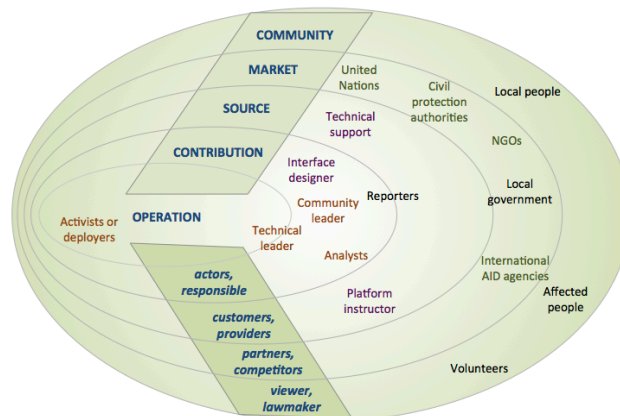 COMMUNITY
MARKET
SOURCE
CONTRIBUTION
OPERATION
United
Nations
Civil
protection
authorities
Local people
Technical
support
NGOs
Interface
designer
Reporters
Local
government
Community
leader
Activists or
deployers
Technical
leader
Analysts
International
AID agencies
Platform
instructor
Affected
people
Volunteers
actors,
responsible
customers,
providers
partners,
competitors
viewer,
lawmaker